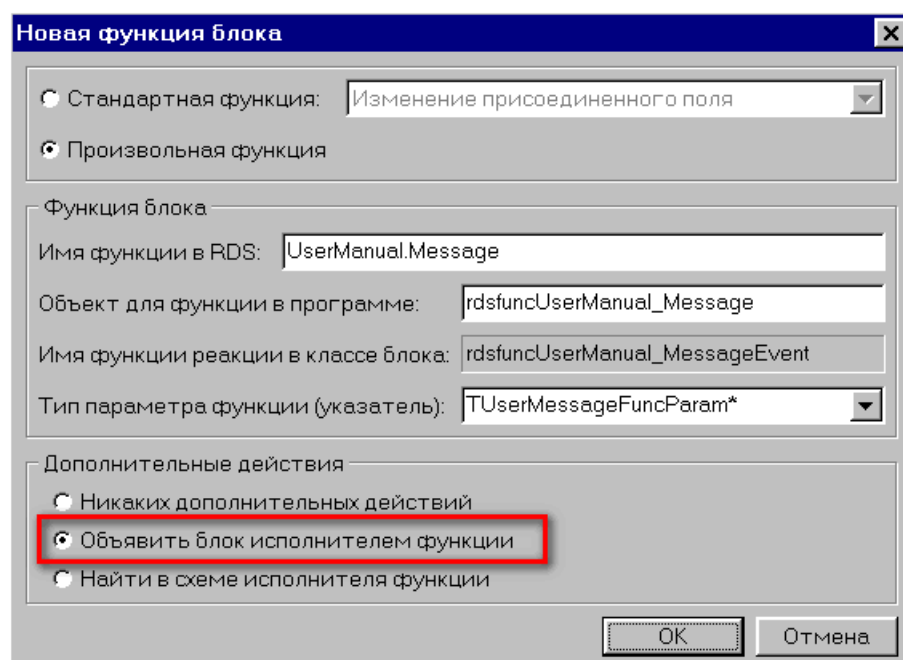 Новая функция блока
Стандартная функция: Изменение присоединенного поля
Произвольная функция
Функция блока
Имя функции в RDS: UserManual.Message
Объект для функции в программе: rdsfuncUserManual_Message
Имя функции реакции в классе блока: rdsfuncUserManual_MessageEvent
Тип параметра функции (указатель): TUserMessageFuncParam*
Дополнительные действия
Никаких дополнительных действий
Объявить блок исполнителем функции
Найти в схеме исполнителя функции
OK Отмена